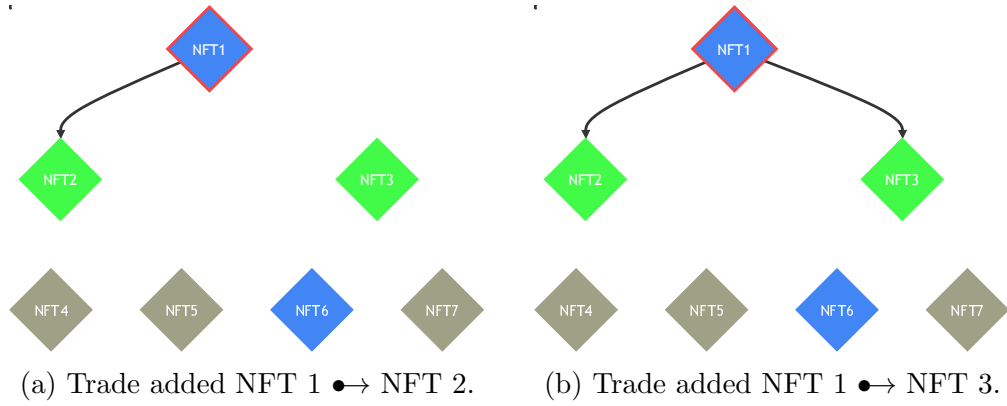 NFT1
NFT2 NFT3
NFT4 NFT5 NFT6 NFT7
(a) Trade added NFT 1 •→ NFT 2.
NFT1
NFT2 NFT3
NFT4 NFT5 NFT6 NFT7
(b) Trade added NFT 1 •→ NFT 3.